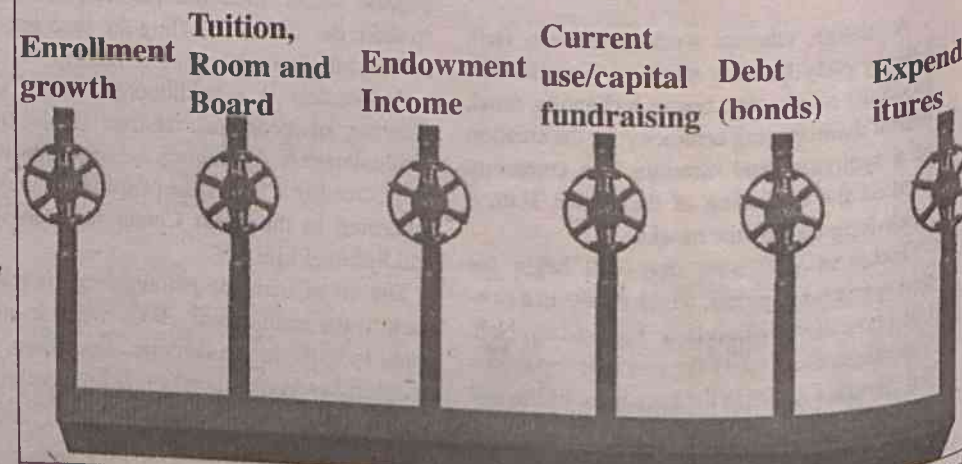 Enrollment
growth
Tuition,
Room and
Board
Endowment
Income
Current
use/capital
fundraising
Debt
(bonds)
Expend
itures